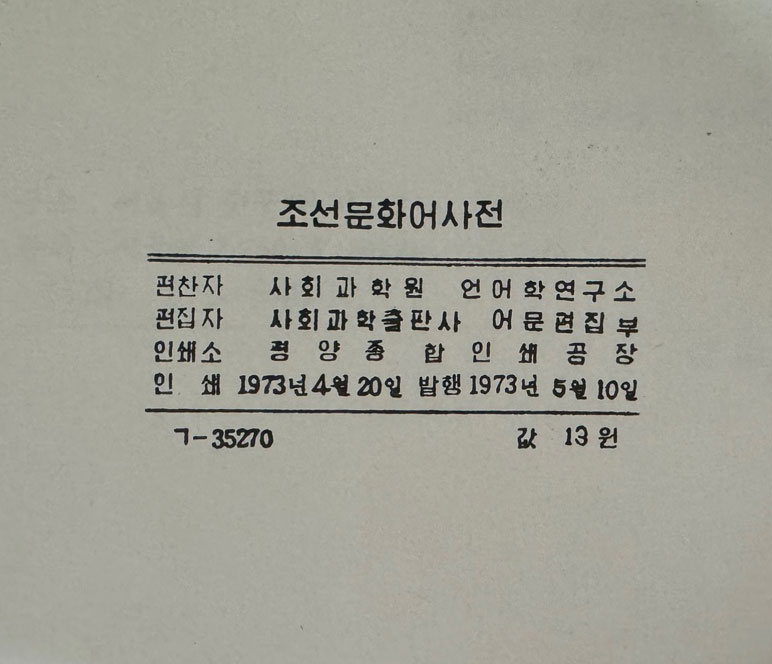 조선문화어사전
편찬자 사회과학원 언어학연구소
편집자 사회과학출판사 어문편집부
인쇄소 평양종합인쇄공장
인쇄 1973년 4월 20일 발행 1973년 5월 10일
ㄱ-35270 값 13원